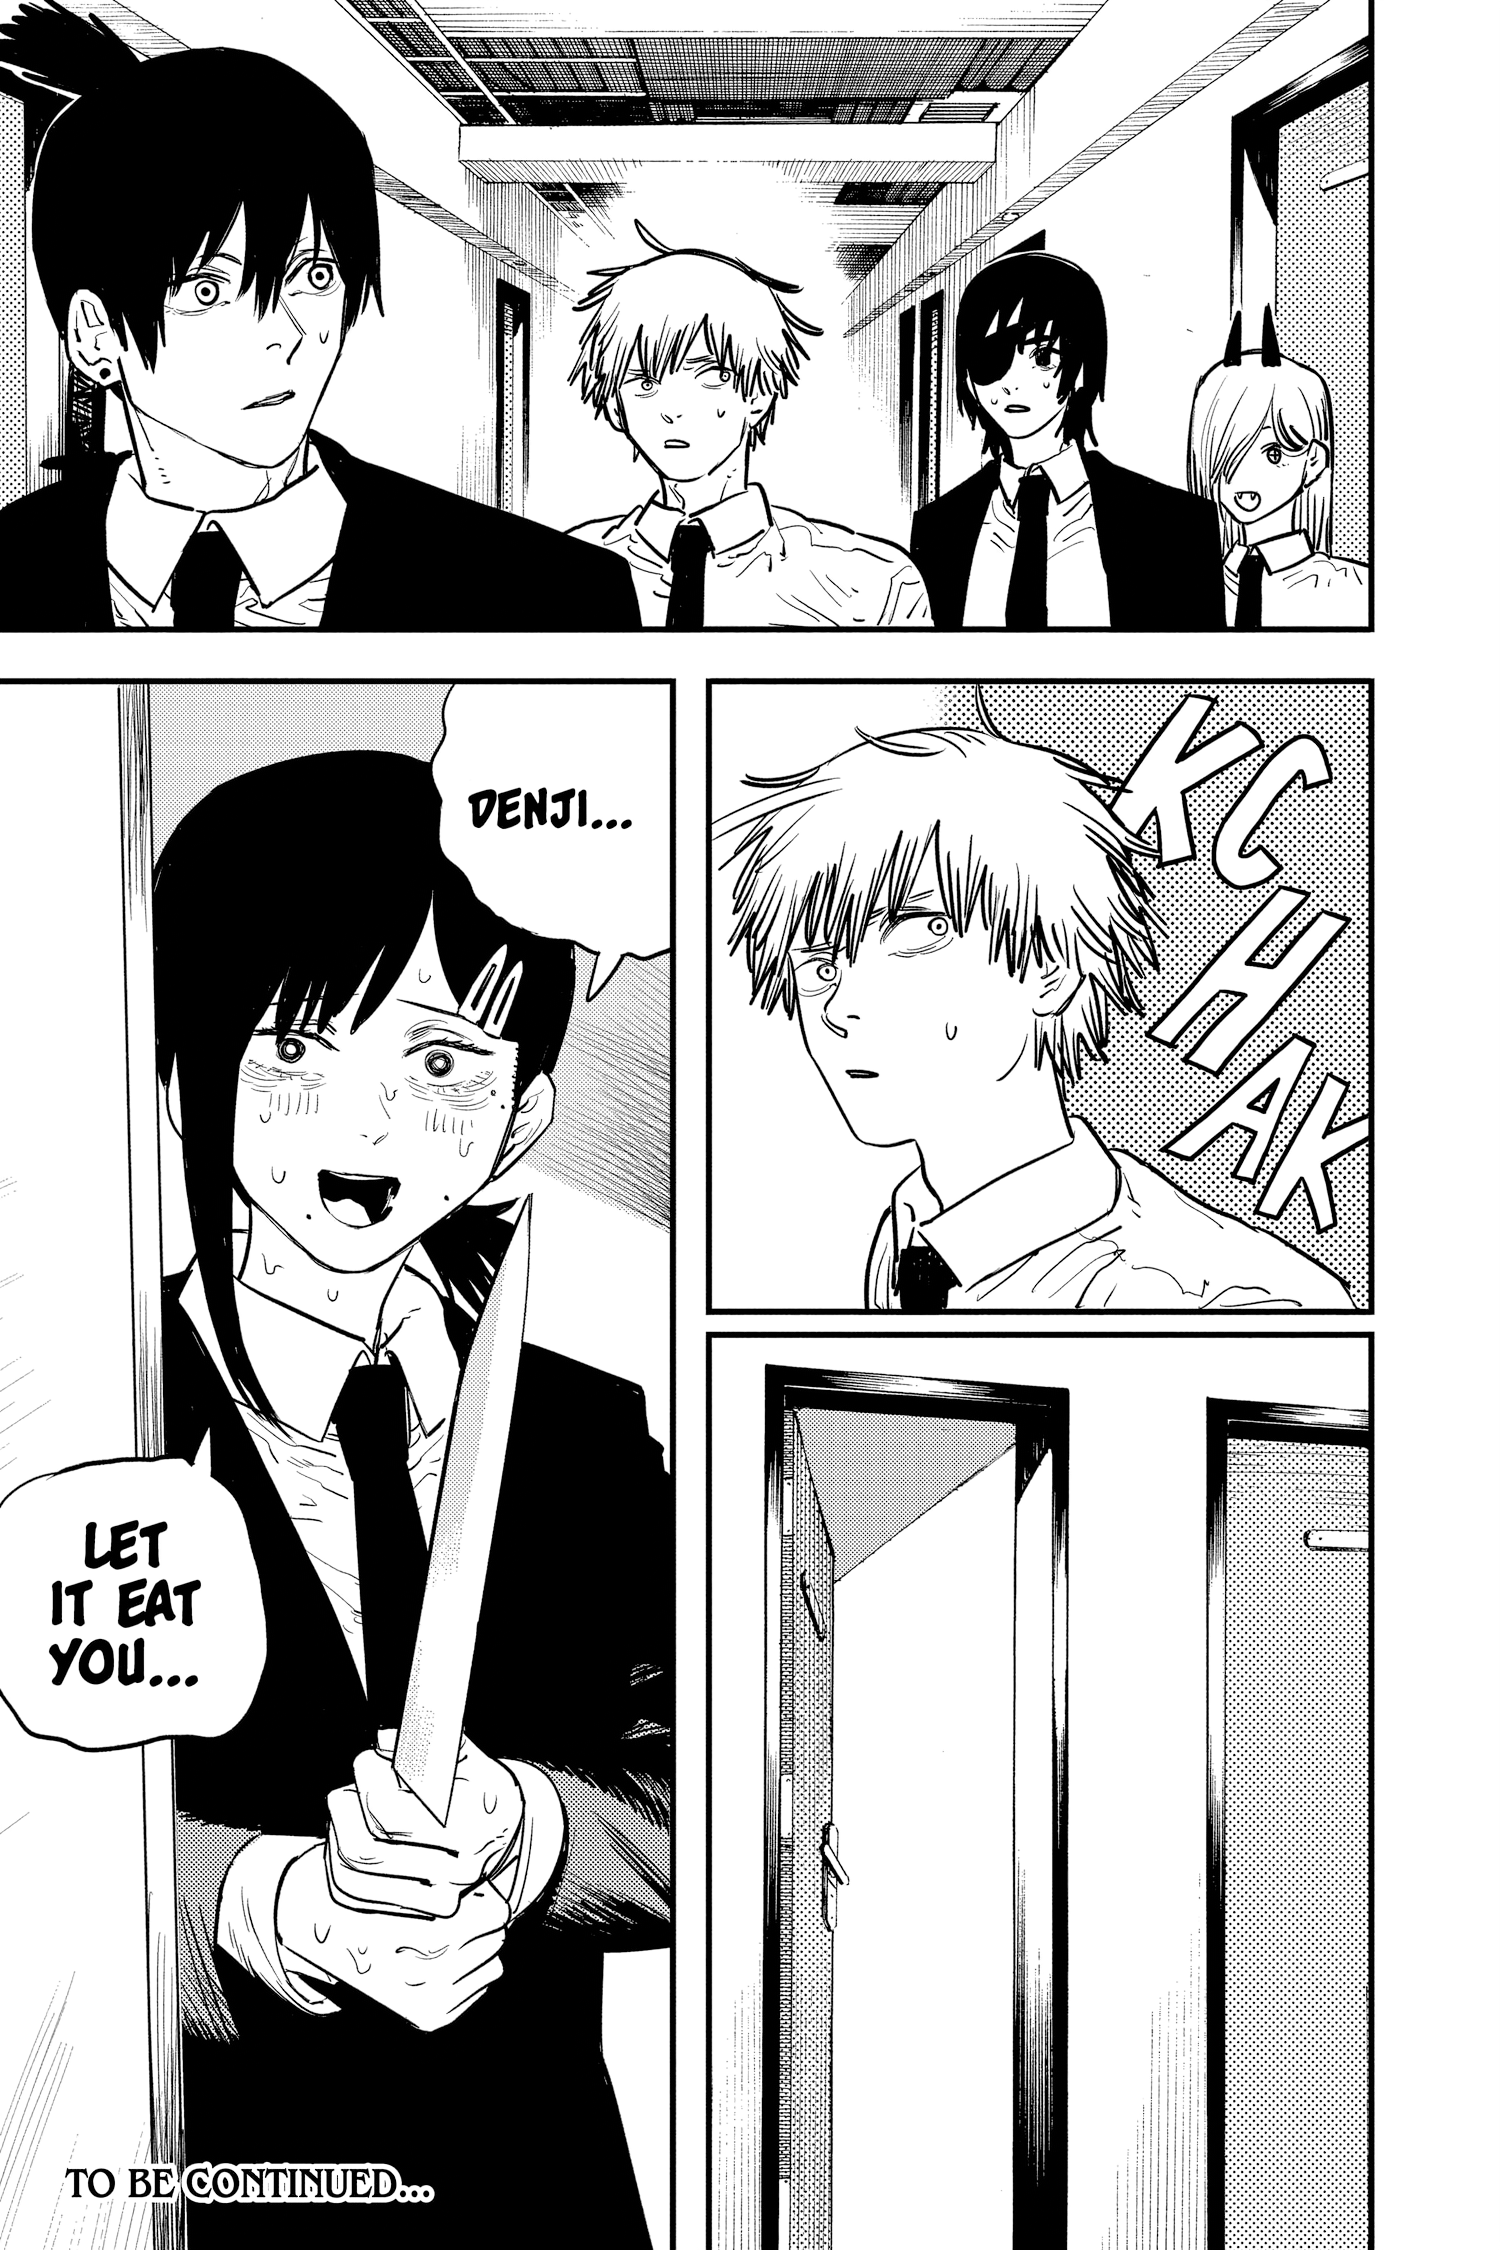 KCHAK
DENJI...
LET
IT EAT
YOU...
TO BE CONTINUED...